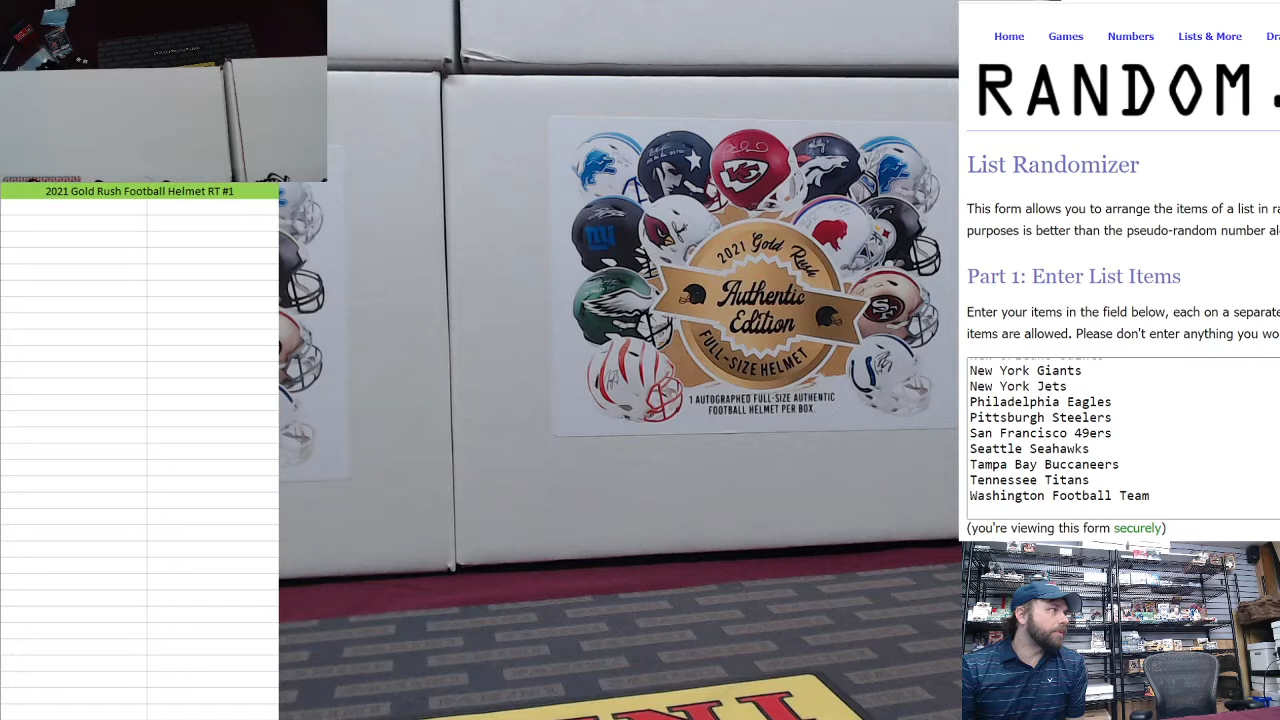 2021 Gold Rush Football Helmet RT #1
2021 Gold Rush
Authentic
Edition
FULL-SIZE HELMET
1 AUTOGRAPHED FULL-SIZE AUTHENTIC
FOOTBALL HELMET PER BOX.
Home Games Numbers Lists & More
RANDOM.
List Randomizer
This form allows you to arrange the items of a list in
purposes is better than the pseudo-random number
Part 1: Enter List Items
Enter your items in the field below, each on a separate
items are allowed. Please don't enter anything you
New York Giants
New York Jets
Philadelphia Eagles
Pittsburgh Steelers
San Francisco 49ers
Seattle Seahawks
Tampa Bay Buccaneers
Tennessee Titans
Washington Football Team
(you're viewing this form securely)